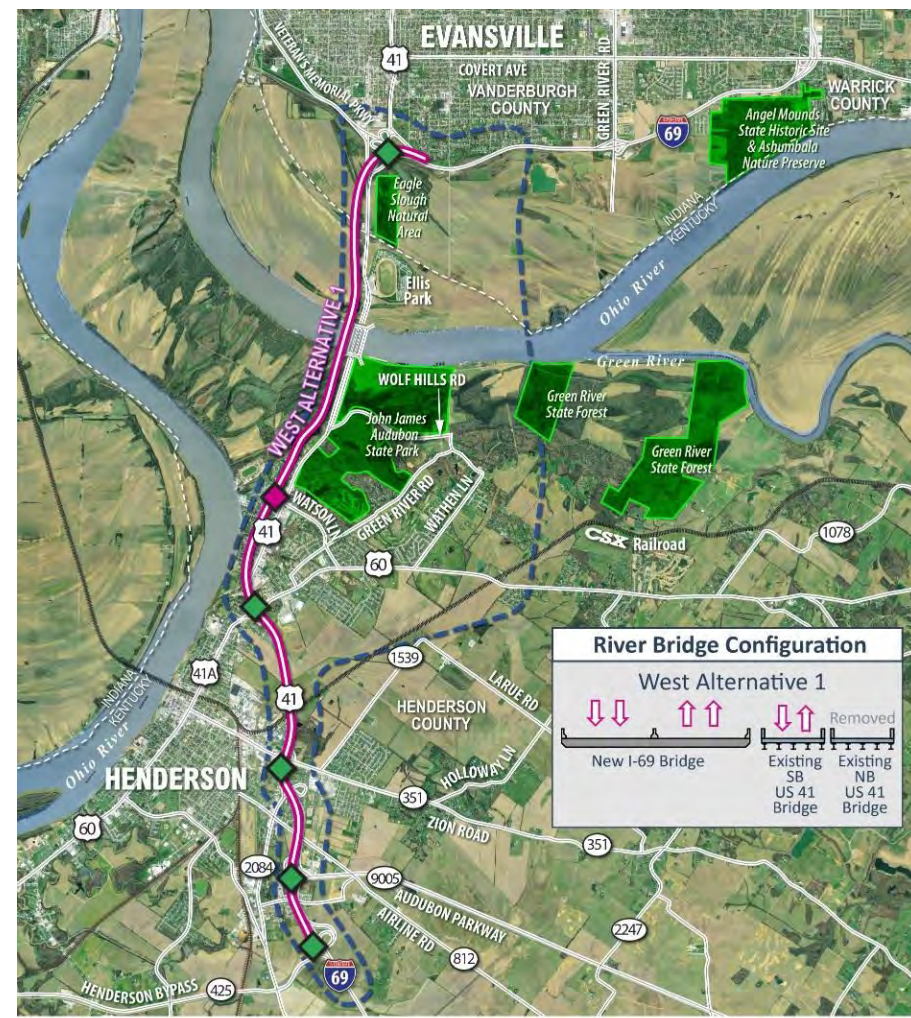 EVANSVILLE
VETERAN'S MEMORIAL PKWY
41
COVERT AVE
VANDERBURGH
COUNTY
GREEN RIVER RD
WARRICK
COUNTY
69
Angel Mounds
State Historic Site
& Ashumbala
Nature Preserve
Eagle
Slough
Natural
Area
INDIANA
KENTUCKY
Ellis
Park
Ohio River
WEST ALTERNATIVE 1
Green River
WOLF HILLS RD
John James
Audubon
State Park
Green River
State Forest
Green River
State Forest
WATSON LN
GREEN RIVER RD
WATHEN LN
41
CSX Railroad
1078
60
41A
INDIANA
KENTUCKY
Ohio River
41
1539
LARUE RD
HENDERSON
COUNTY
HOLLOWAY LN
HENDERSON
351
ZION ROAD
351
60
2084
9005
AUDUBON PARKWAY
AIRLINE RD
812
2247
69
HENDERSON BYPASS
425
River Bridge Configuration
West Alternative 1
Removed
New I-69 Bridge
Existing
SB
US 41
Bridge
Existing
NB
US 41
Bridge